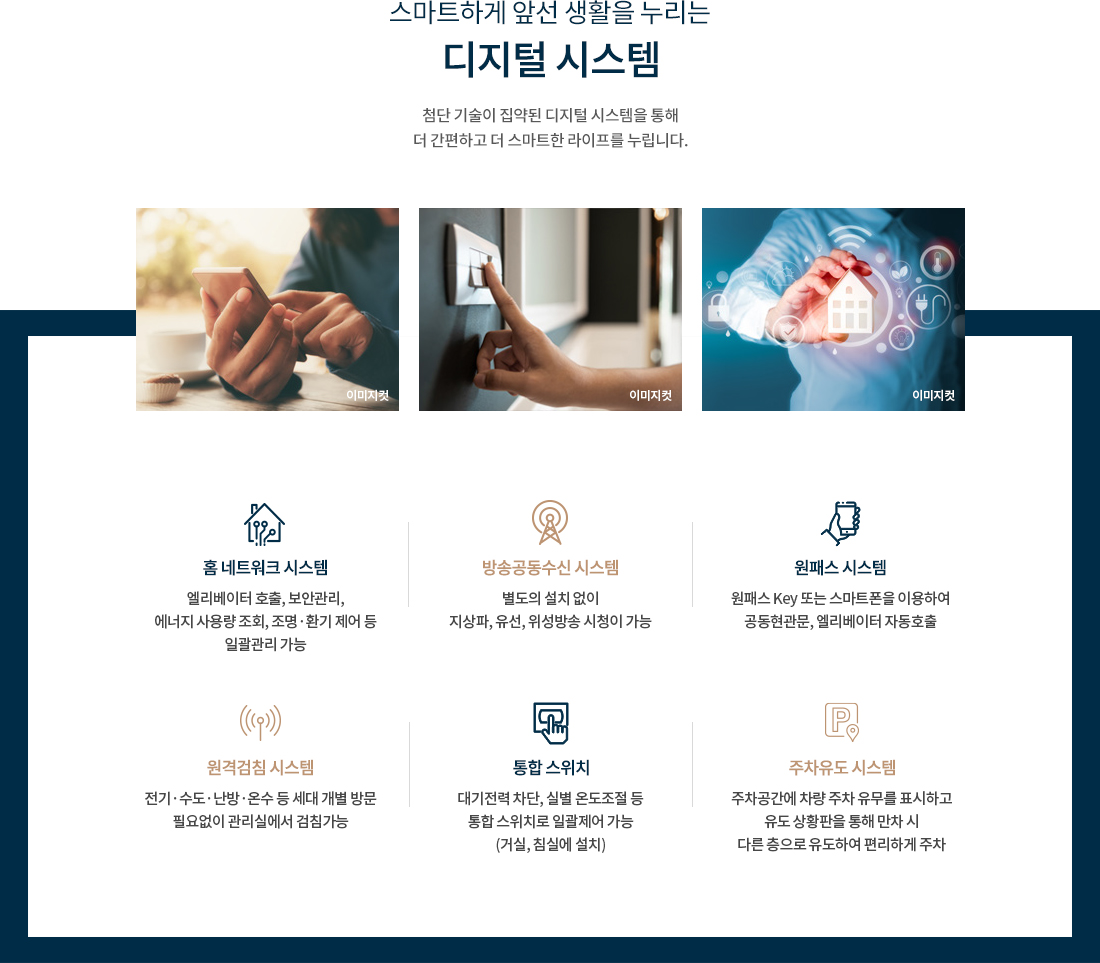 스마트하게 앞선 생활을 누리는
디지털 시스템
첨단 기술이 집약된 디지털 시스템을 통해
더 간편하고 더 스마트한 라이프를 누립니다.
이미지컷
이미지컷
이미지컷
홈 네트워크 시스템
엘리베이터 호출, 보안관리,
에너지 사용량 조회, 조명·환기 제어 등
일괄관리 가능
방송공동수신 시스템
별도의 설치 없이
지상파, 유선, 위성방송 시청이 가능
원패스 시스템
원패스 Key 또는 스마트폰을 이용하여
공동현관문, 엘리베이터 자동호출
원격검침 시스템
전기·수도·난방·온수 등 세대 개별 방문
필요없이 관리실에서 검침가능
통합 스위치
대기전력 차단, 실별 온도조절 등
통합 스위치로 일괄제어 가능
(거실, 침실에 설치)
주차유도 시스템
주차공간에 차량 주차 유무를 표시하고
유도 상황판을 통해 만차 시
다른 층으로 유도하여 편리하게 주차